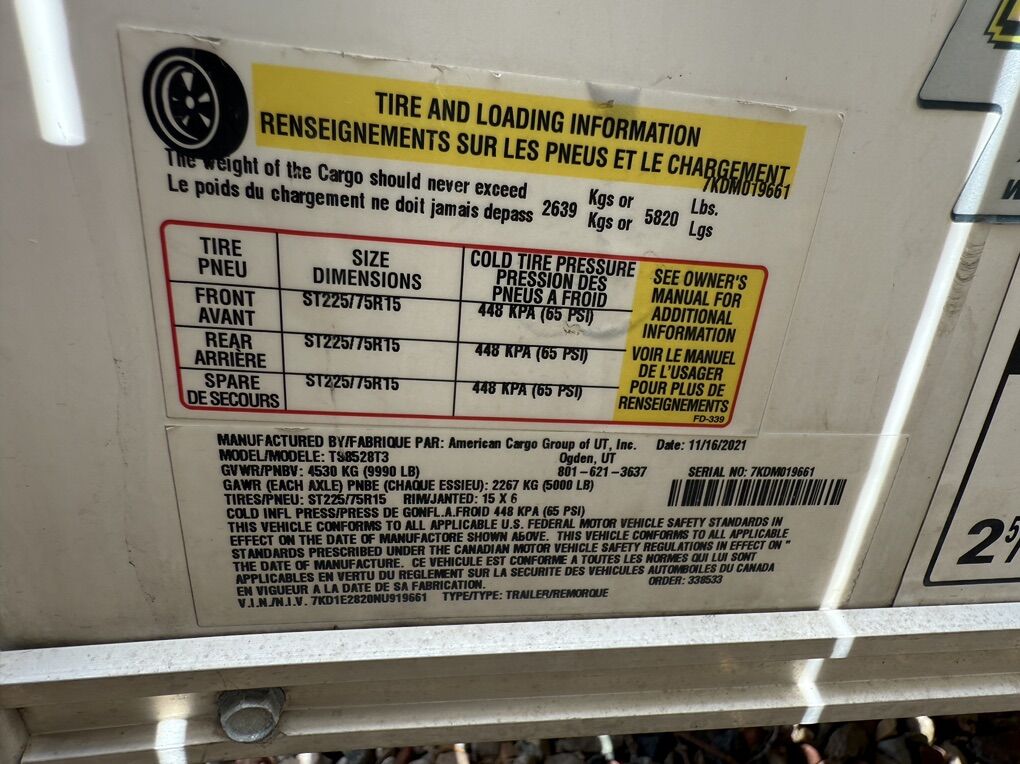 TIRE AND LOADING INFORMATION
RENSEIGNEMENTS SUR LES PNEUS ET LE CHARGEMENT
7KDM019661
The weight of the Cargo should never exceed Kgs or Lbs.
Le poids du chargement ne doit jamais depass 2639 Kgs or 5820 Lgs
TIRE
PNEU
SIZE
DIMENSIONS
COLD TIRE PRESSURE
PRESSION DES
PNEUS A FROID
SEE OWNER'S
MANUAL FOR
ADDITIONAL
INFORMATION
VOIR LE MANUEL
DE L'USAGER
POUR PLUS DE
RENSEIGNEMENTS
FD-339
FRONT
AVANT
ST225/75R15
448 KPA (65 PSI)
REAR
ARRIÈRE
ST225/75R15
448 KPA (65 PSI)
SPARE
DE SECOURS
ST225/75R15
448 KPA (65 PSI)
MANUFACTURED BY/FABRIQUE PAR: American Cargo Group of UT, Inc. Date: 11/16/2021
MODEL/MODELE: TS8528T3 Ogden, UT
GVWR/PNBV: 4530 KG (9990 LB) 801-621-3637 SERIAL NO: 7KDM019661
GAWR (EACH AXLE) PNBE (CHAQUE ESSIEU): 2267 KG (5000 LB)
TIRES/PNEU: ST225/75R15 RIM/JANTED: 15 X 6
COLD INFL PRESS/PRESS DE GONFL.A.FROID 448 KPA (65 PSI)
THIS VEHICLE CONFORMS TO ALL APPLICABLE U.S. FEDERAL MOTOR VEHICLE SAFETY STANDARDS IN
EFFECT ON THE DATE OF MANUFACTORE SHOWN ABOVE. THIS VEHICLE CONFORMS TO ALL APPLICABLE
STANDARDS PRESCRIBED UNDER THE CANADIAN MOTOR VEHICLE SAFETY REGULATIONS IN EFFECT ON "
THE DATE OF MANUFACTURE. CE VEHICULE EST CONFORME A TOUTES LES NORMES QUI LUI SONT
APPLICABLES EN VERTU DU REGLEMENT SUR LA SECURITE DES VEHICULES AUTOMBOILES DU CANADA
EN VIGUEUR A LA DATE DE SA FABRICATION. ORDER: 338533
V.I.N./N.I.V. 7KD1E2820NU919661 TYPE/TYPE: TRAILER/REMORQUE